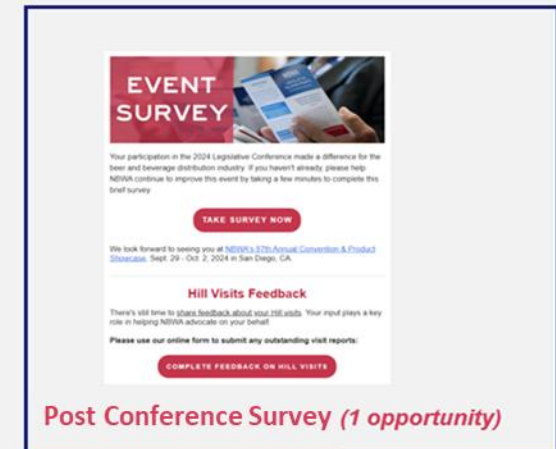 EVENT
SURVEY
Your participation in the 2024 Legislative Conference made a difference for the
beer and beverage distribution industry. If you haven't already, please help
NBWA continue to improve this event by taking a few minutes to complete this
brief survey
TAKE SURVEY NOW
We look forward to seeing you at NBWA's 87th Annual Convention & Product
Showcase, Sept. 29 - Oct. 2, 2024 in San Diego, CA.
Hill Visits Feedback
There's still time to share feedback about your Hill visits. Your input plays a key
role in helping NBWA advocate on your behalf.
Please use our online form to submit any outstanding visit reports:
COMPLETE FEEDBACK ON HILL VISITS
Post Conference Survey (1 opportunity)